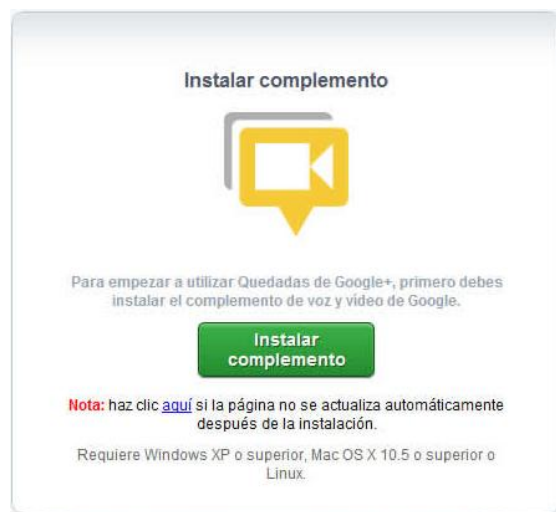 Instalar complemento
Para empezar a utilizar Quedadas de Google+, primero debes
instalar el complemento de voz y vídeo de Google.
Instalar
complemento
Nota: haz clic aquí si la página no se actualiza automáticamente
después de la instalación.
Requiere Windows XP o superior, Mac OS X 10.5 o superior o
Linux.